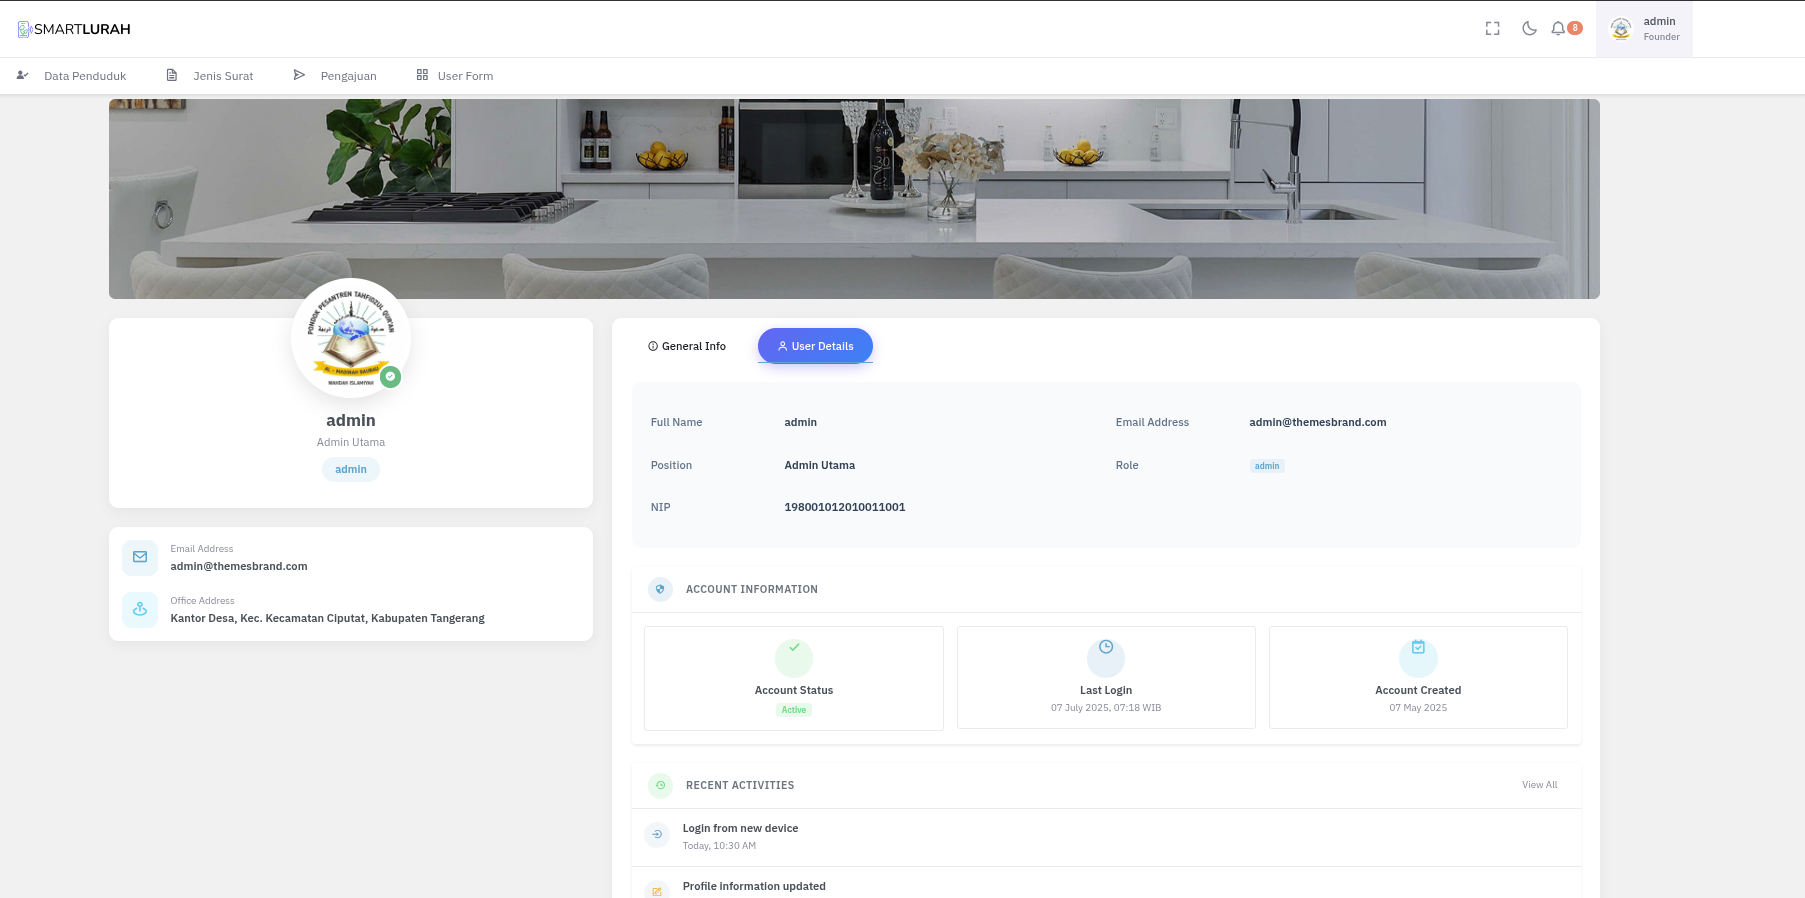 SMARTLURAH
8
admin
Founder
Data Penduduk
Jenis Surat
Pengajuan
User Form
PONDOK PESANTREN TAHFIDZUL QUR'AN
MAHDAH ISLAMIYAH
admin
Admin Utama
admin
Email Address
admin@themesbrand.com
Office Address
Kantor Desa, Kec. Kecamatan Ciputat, Kabupaten Tangerang
General Info
User Details
Full Name
admin
Email Address
admin@themesbrand.com
Position
Admin Utama
Role
admin
NIP
198001012010011001
ACCOUNT INFORMATION
Account Status
Active
Last Login
07 July 2025, 07:18 WIB
Account Created
07 May 2025
RECENT ACTIVITIES
View All
Login from new device
Today, 10:30 AM
Profile information updated